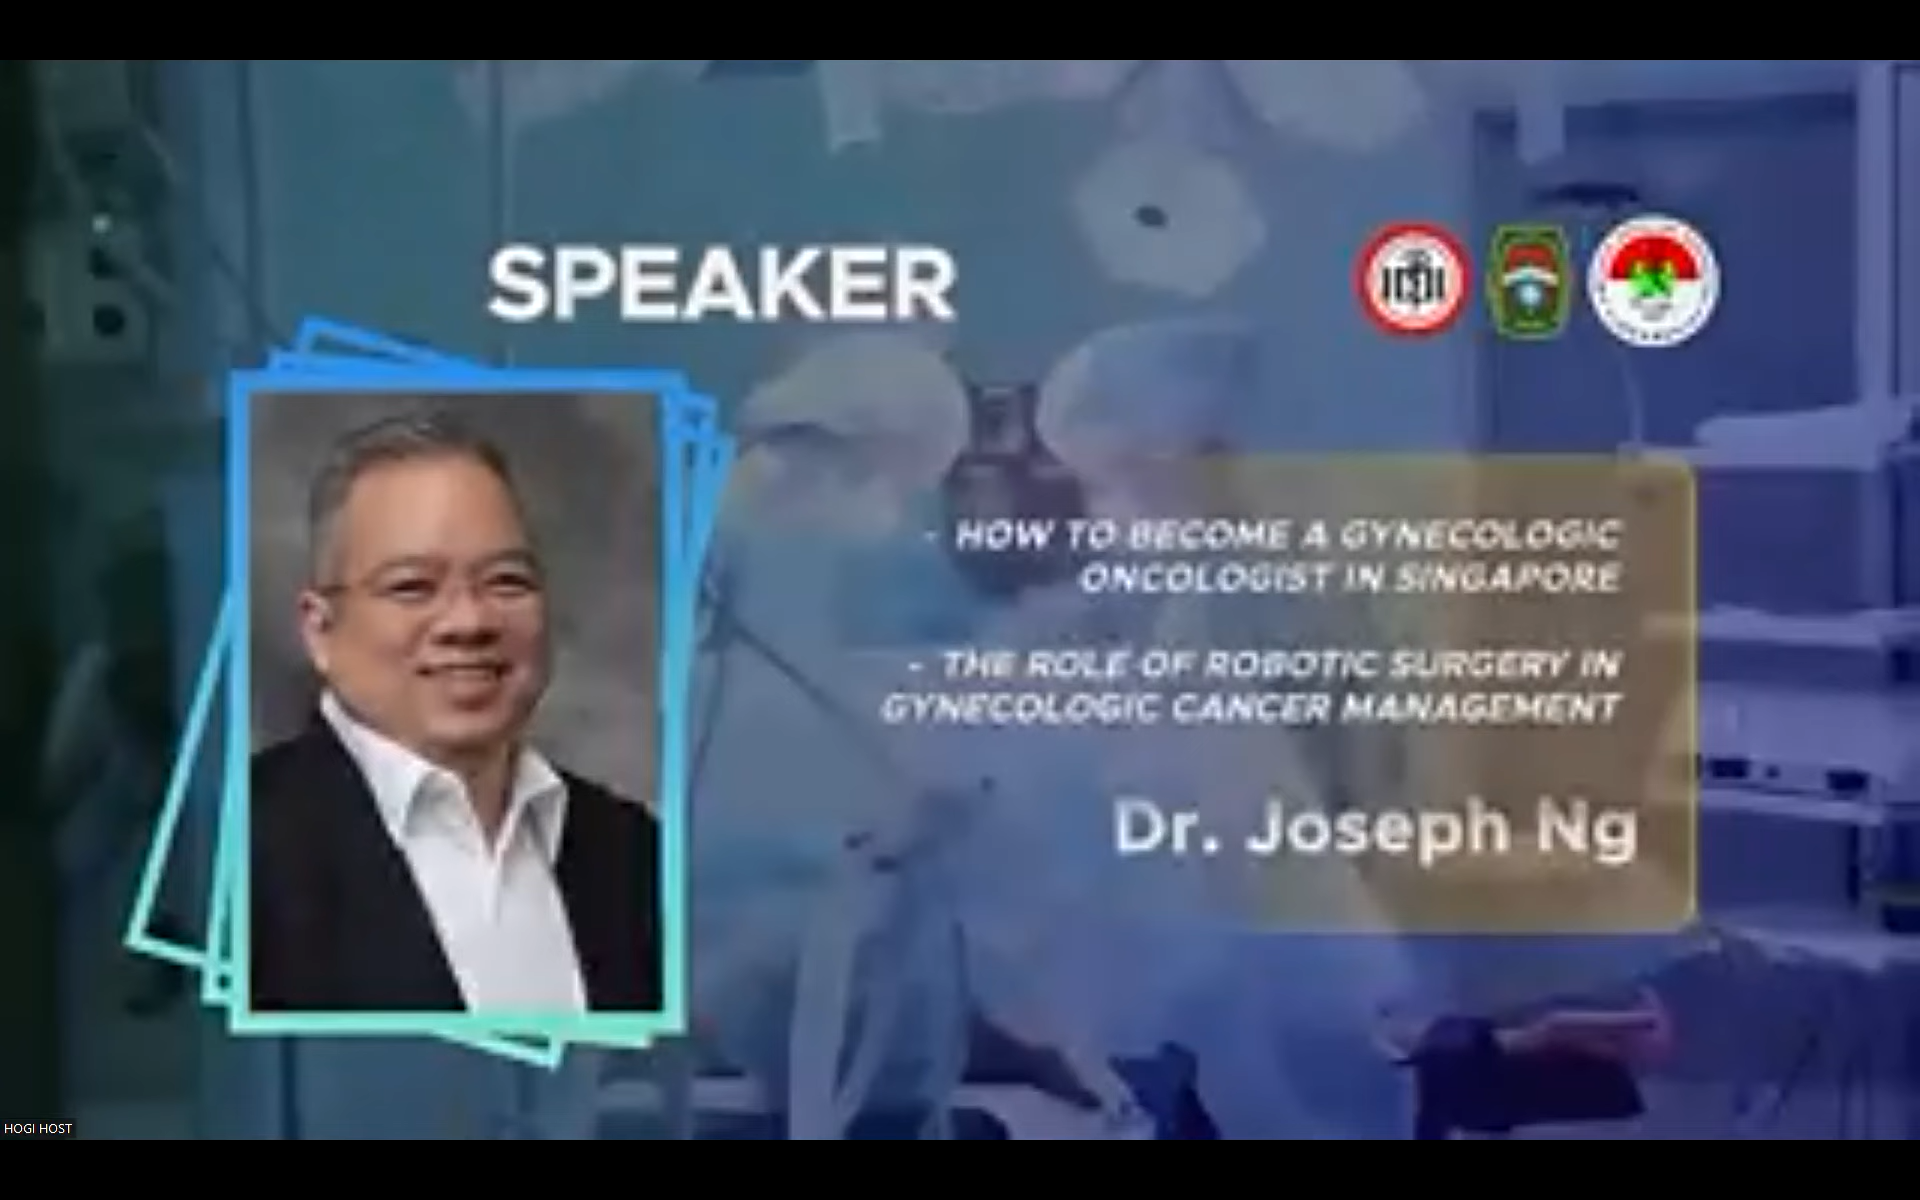 SPEAKER
- HOW TO BECOME A GYNECOLOGIC
ONCOLOGIST IN SINGAPORE
- THE ROLE OF ROBOTIC SURGERY IN
GYNECOLOGIC CANCER MANAGEMENT
Dr. Joseph Ng
HOGI HOST